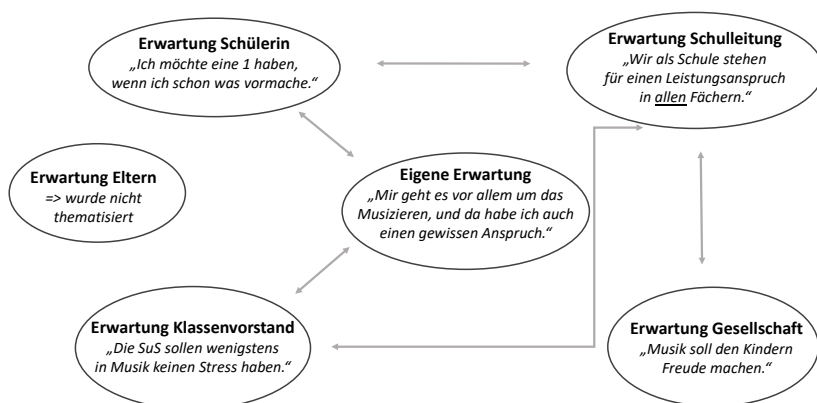 Erwartung Schülerin
„Ich möchte eine 1 haben,
wenn ich schon was vormache.“
Erwartung Schulleitung
„Wir als Schule stehen
für einen Leistungsanspruch
in allen Fächern.“
Erwartung Eltern
=> wurde nicht
thematisiert
Eigene Erwartung
„Mir geht es vor allem um das
Musizieren, und da habe ich auch
einen gewissen Anspruch.“
Erwartung Klassenvorstand
„Die SuS sollen wenigstens
in Musik keinen Stress haben.“
Erwartung Gesellschaft
„Musik soll den Kindern
Freude machen.“